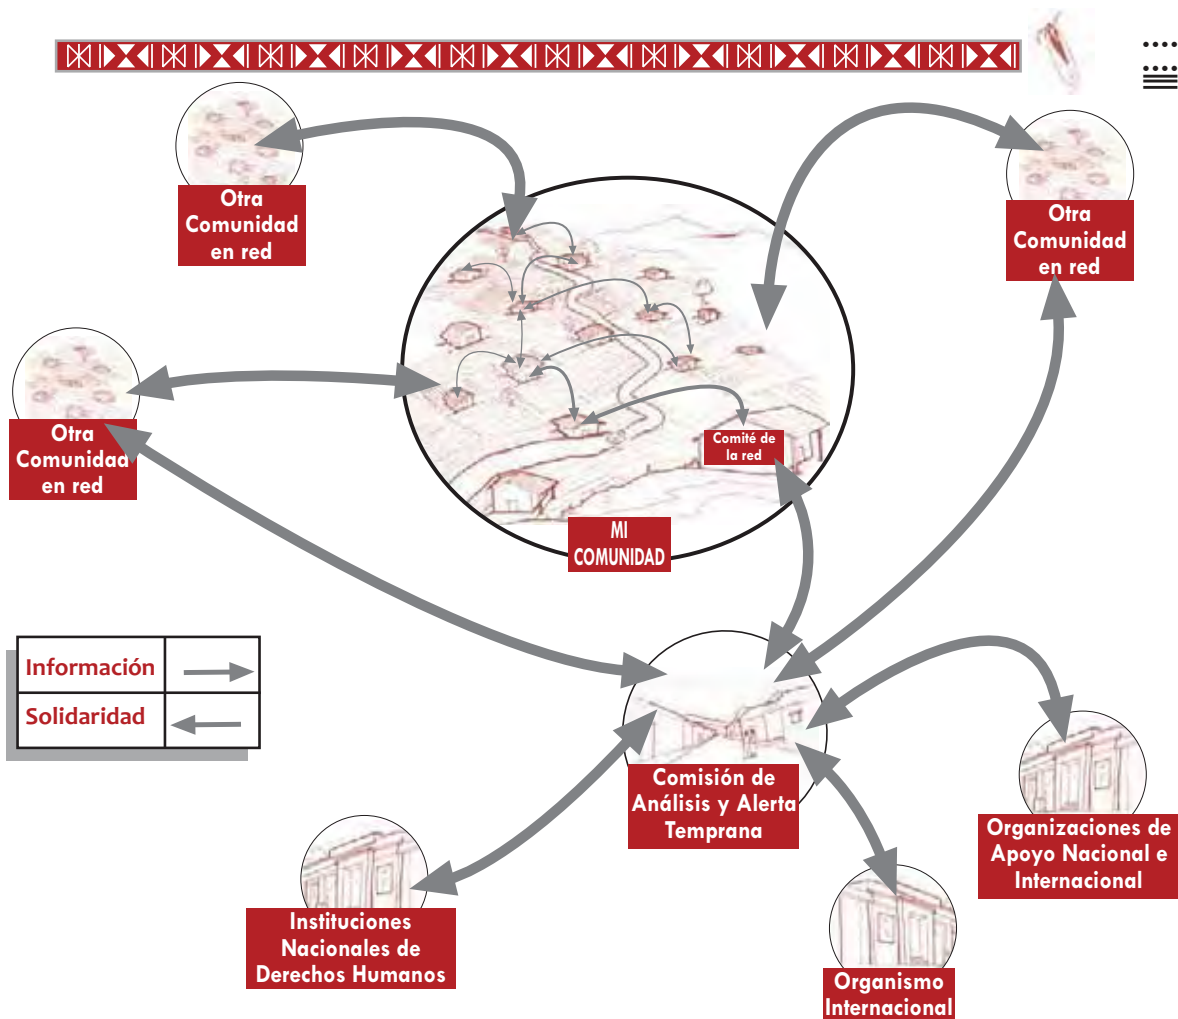 Otra
Comunidad
en red
Otra
Comunidad
en red
Otra
Comunidad
en red
Comité de
la red
MI
COMUNIDAD
Información
Solidaridad
Comisión de
Análisis y Alerta
Temprana
Organizaciones de
Apoyo Nacional e
Internacional
Instituciones
Nacionales de
Derechos Humanos
Organismo
Internacional